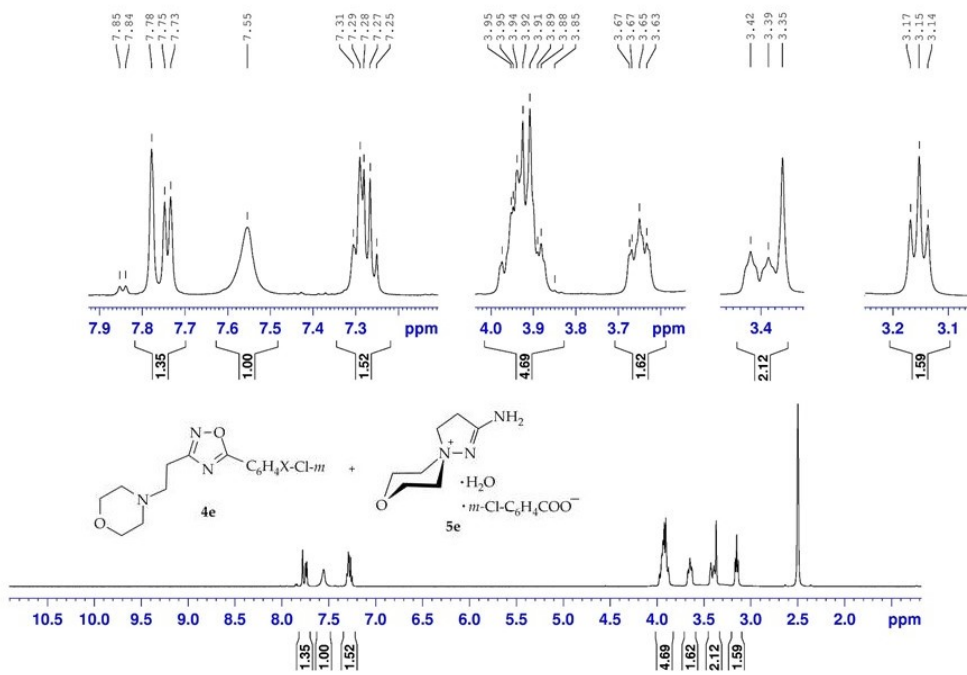 7.85 7.84 7.78 7.75 7.73 7.55 7.31 7.29 7.28 7.27 7.25 3.95 3.95 3.94 3.92 3.91 3.89 3.88 3.85 3.67 3.67 3.65 3.63 3.42 3.39 3.35 3.17 3.15 3.14
7.9 7.8 7.7 7.6 7.5 7.4 7.3 ppm 4.0 3.9 3.8 3.7 ppm 3.4 3.2 3.1 ppm
1.35 1.00 1.52 4.69 1.62 2.12 1.59
N O N C6H4X-Cl-m N O 4e
+
NH2 N + N O ·H2O · m-Cl-C6H4COO− 5e
10.5 10.0 9.5 9.0 8.5 8.0 7.5 7.0 6.5 6.0 5.5 5.0 4.5 4.0 3.5 3.0 2.5 2.0 ppm
1.35 1.00 1.52 4.69 1.62 2.12 1.59